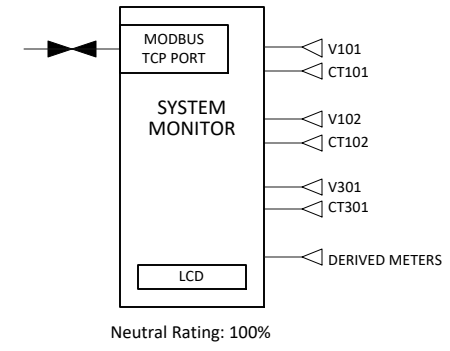 MODBUS
TCP PORT
V101
CT101
SYSTEM
MONITOR
V102
CT102
V301
CT301
DERIVED METERS
LCD
Neutral Rating: 100%